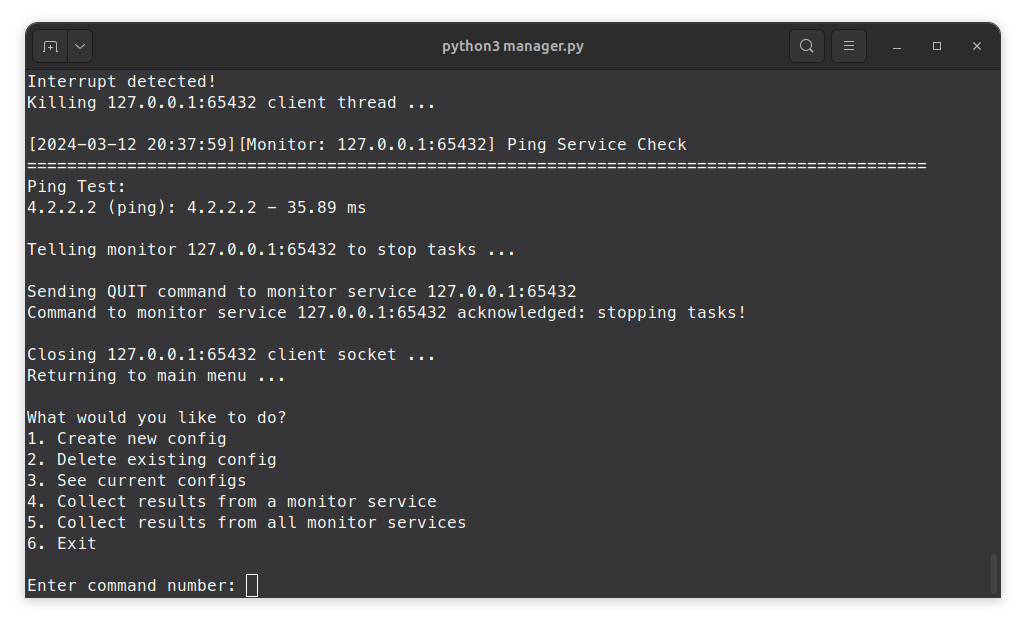 python3 manager.py
Interrupt detected!
Killing 127.0.0.1:65432 client thread ...
[2024-03-12 20:37:59][Monitor: 127.0.0.1:65432] Ping Service Check
==========================================================================================
Ping Test:
4.2.2.2 (ping): 4.2.2.2 - 35.89 ms
Telling monitor 127.0.0.1:65432 to stop tasks ...
Sending QUIT command to monitor service 127.0.0.1:65432
Command to monitor service 127.0.0.1:65432 acknowledged: stopping tasks!
Closing 127.0.0.1:65432 client socket ...
Returning to main menu ...
What would you like to do?
1. Create new config
2. Delete existing config
3. See current configs
4. Collect results from a monitor service
5. Collect results from all monitor services
6. Exit
Enter command number: